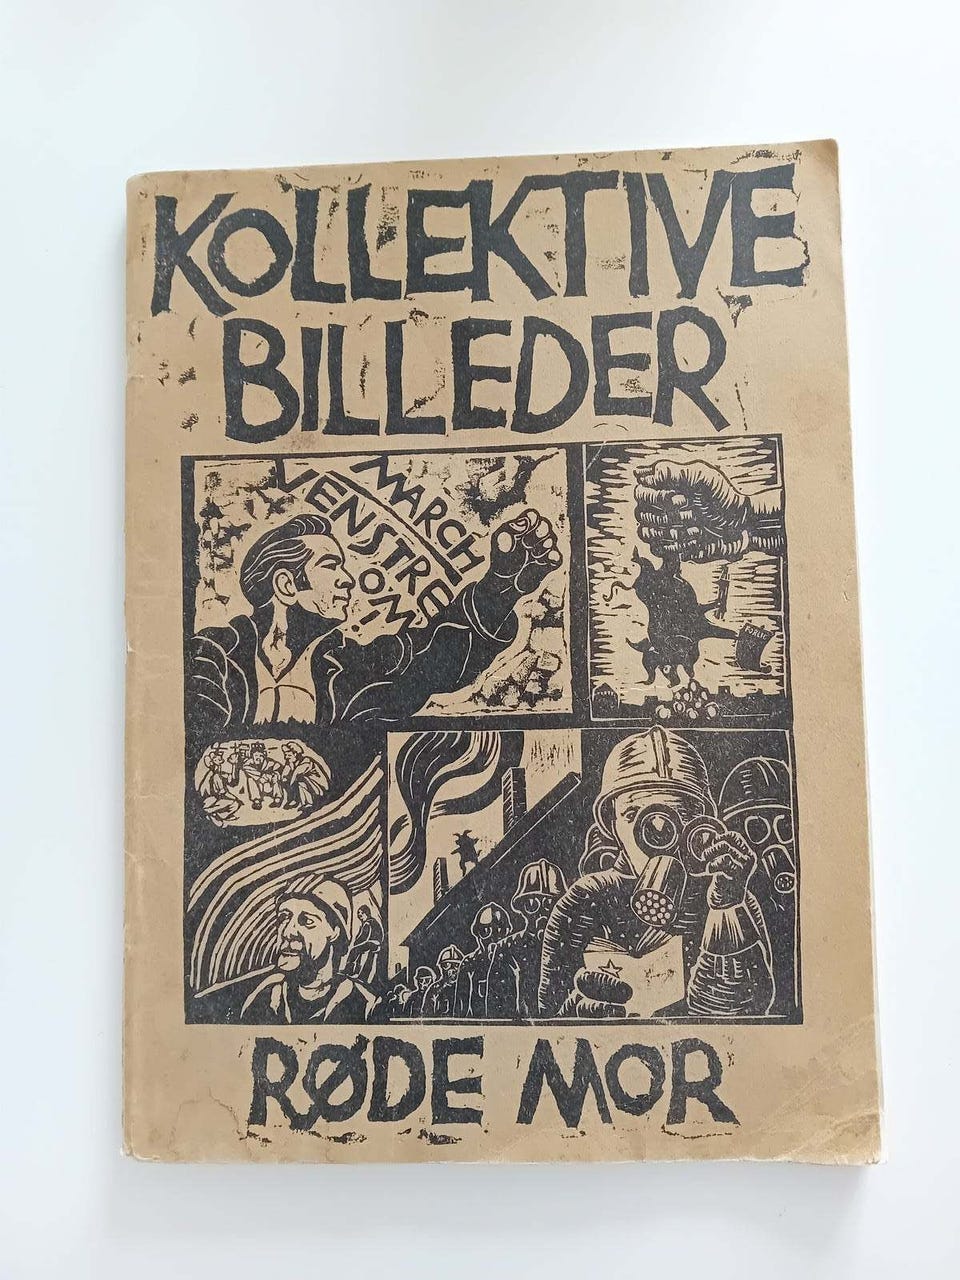 KOLLEKTIVE
BILLEDER
MARCH
VENSTRE
OM!
RØDE MOR